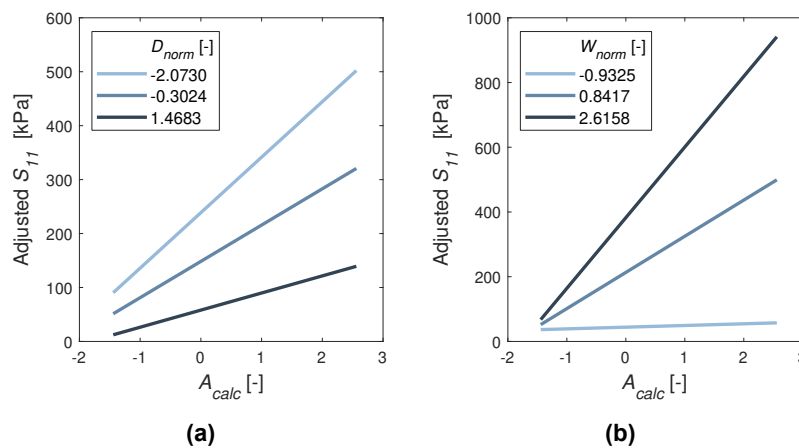 600
500
400
300
200
100
0
-2 -1 0 1 2 3
Adjusted S11 [kPa]
Acalc [-]
Dnorm [-]
-2.0730
-0.3024
1.4683
(a)
1000
800
600
400
200
0
-2 -1 0 1 2 3
Adjusted S11 [kPa]
Acalc [-]
Wnorm [-]
-0.9325
0.8417
2.6158
(b)